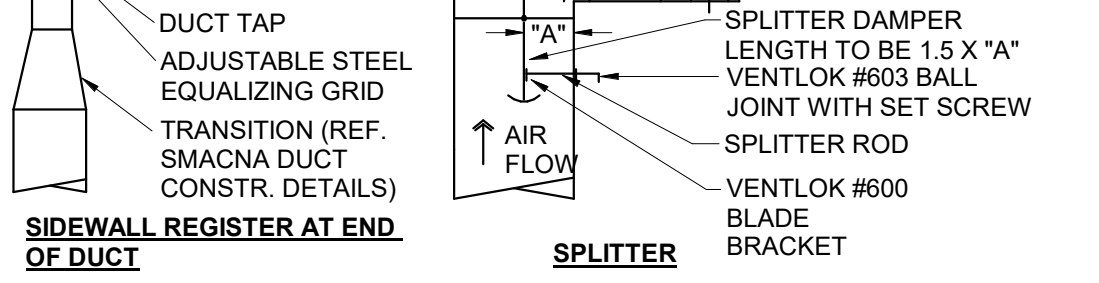 DUCT TAP
ADJUSTABLE STEEL
EQUALIZING GRID
TRANSITION (REF.
SMACNA DUCT
CONSTR. DETAILS)
SIDEWALL REGISTER AT END
OF DUCT
"A"
SPLITTER DAMPER
LENGTH TO BE 1.5 X "A"
VENTLOK #603 BALL
JOINT WITH SET SCREW
SPLITTER ROD
AIR
FLOW
VENTLOK #600
BLADE
BRACKET
SPLITTER